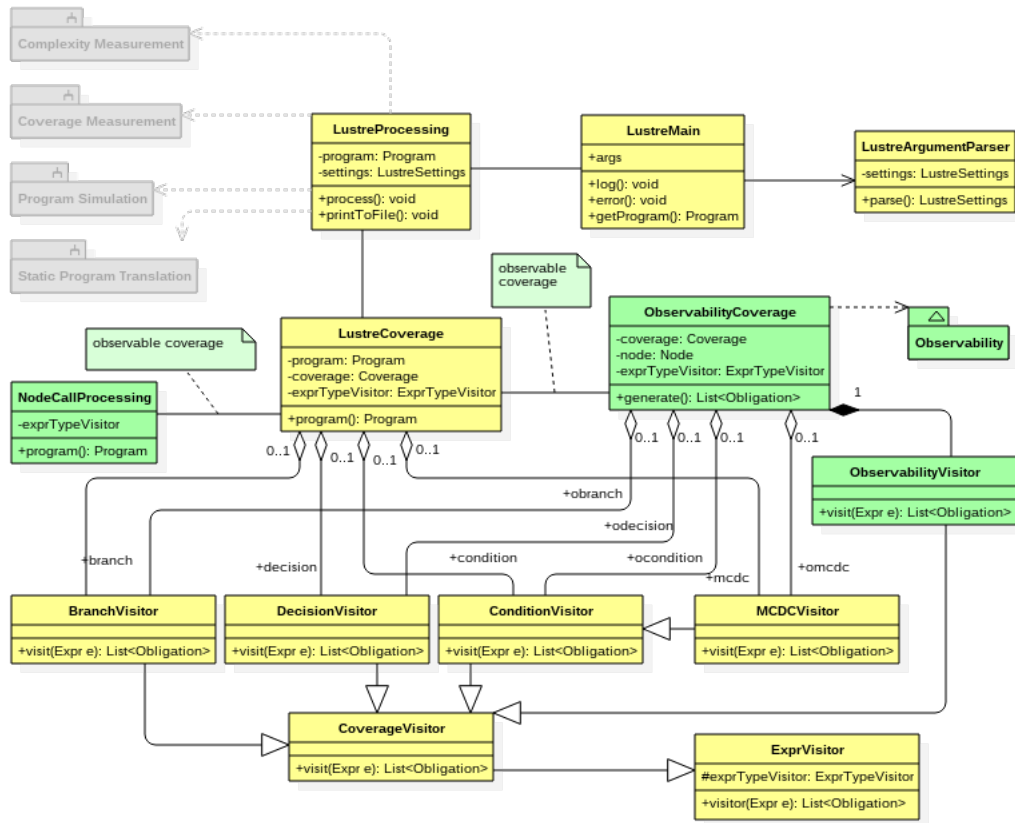 Complexity Measurement
Coverage Measurement
Program Simulation
Static Program Translation
LustreProcessing
-program: Program
-settings: LustreSettings
+process(): void
+printToFile(): void
LustreMain
+args
+log(): void
+error(): void
+getProgram(): Program
LustreArgumentParser
-settings: LustreSettings
+parse(): LustreSettings
observable
coverage
observable coverage
LustreCoverage
-program: Program
-coverage: Coverage
-exprTypeVisitor: ExprTypeVisitor
+program(): Program
ObservabilityCoverage
-coverage: Coverage
-node: Node
-exprTypeVisitor: ExprTypeVisitor
+generate(): List<Obligation>
Observability
NodeCallProcessing
-exprTypeVisitor
+program(): Program
1
0..1
0..1
0..1
0..1
0..1
0..1
0..1
0..1
ObservabilityVisitor
+visit(Expr e): List<Obligation>
+obranch
+odecision
+branch
+decision
+condition
+ocondition
+mcdc
+omcdc
BranchVisitor
+visit(Expr e): List<Obligation>
DecisionVisitor
+visit(Expr e): List<Obligation>
ConditionVisitor
+visit(Expr e): List<Obligation>
MCDCVisitor
+visit(Expr e): List<Obligation>
CoverageVisitor
+visit(Expr e): List<Obligation>
ExprVisitor
#exprTypeVisitor: ExprTypeVisitor
+visitor(Expr e): List<Obligation>